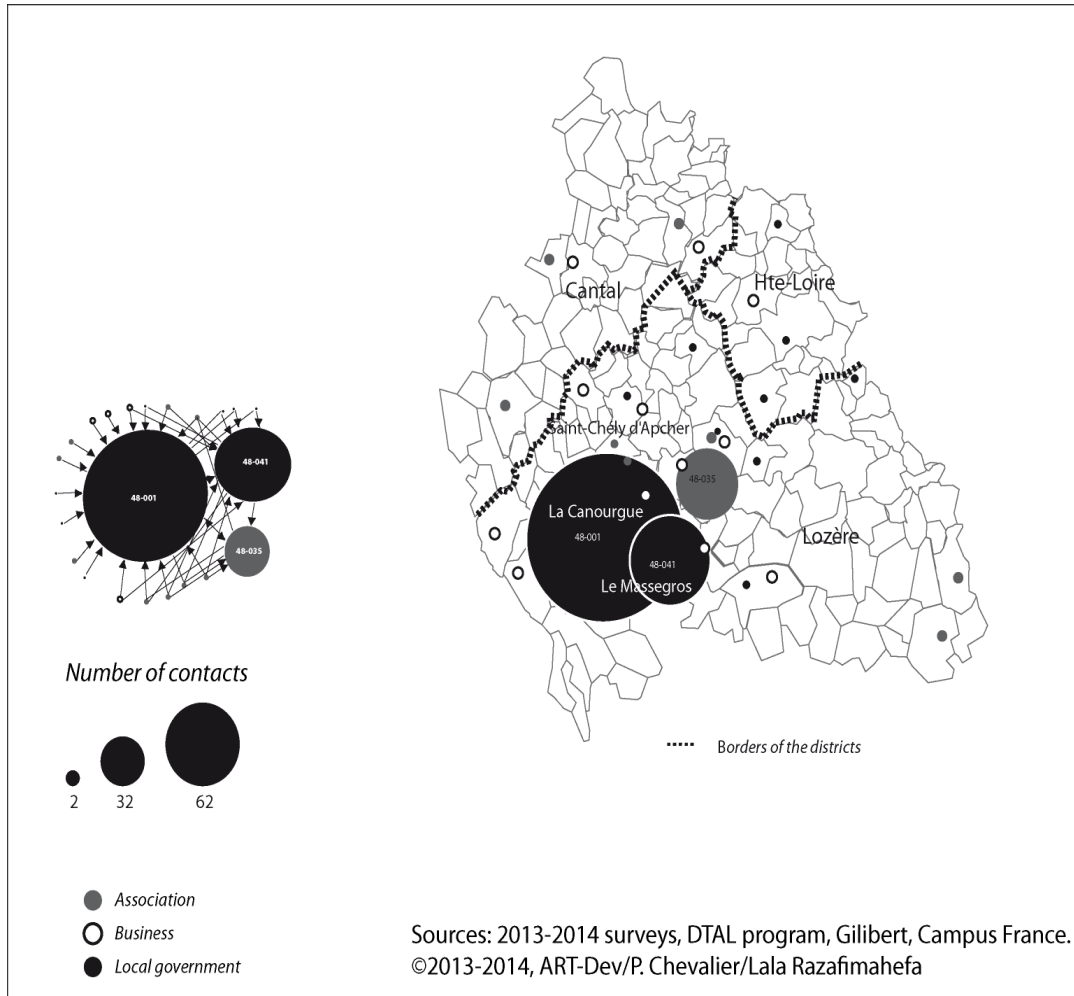 Cantal
Hte-Loire
Saint-Chély d'Apcher
48-041
48-001
48-035
48-035
La Canourgue
48-001
Lozère
48-041
Le Massegros
Number of contacts
2 32 62
Borders of the districts
Association
Business
Local government
Sources: 2013-2014 surveys, DTAL program, Gilibert, Campus France.
©2013-2014, ART-Dev/P. Chevalier/Lala Razafimahefa